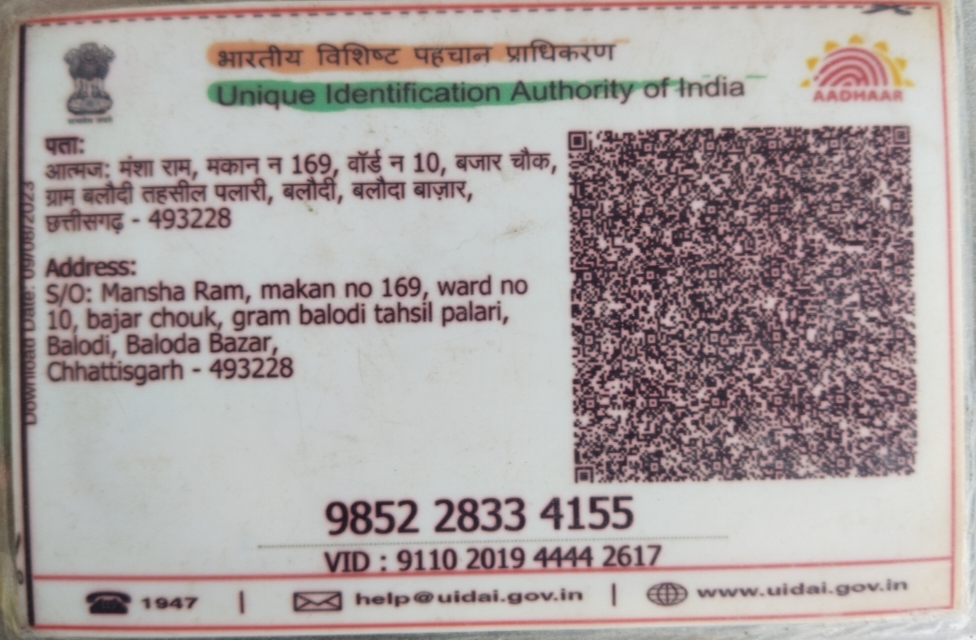 भारतीय विशिष्ट पहचान प्राधिकरण
Unique Identification Authority of India
AADHAAR
पताः
आत्मज: मंशा राम, मकान न 169, वॉर्ड न 10, बजार चौक,
ग्राम बलौदी तहसील पलारी, बलौदी, बलौदा बाज़ार,
छत्तीसगढ़ - 493228
Address:
S/O: Mansha Ram, makan no 169, ward no
10, bajar chouk, gram balodi tahsil palari,
Balodi, Baloda Bazar,
Chhattisgarh - 493228
Download Date: 09/08/2023
9852 2833 4155
VID : 9110 2019 4444 2617
1947 | help@uidai.gov.in | www.uidai.gov.in